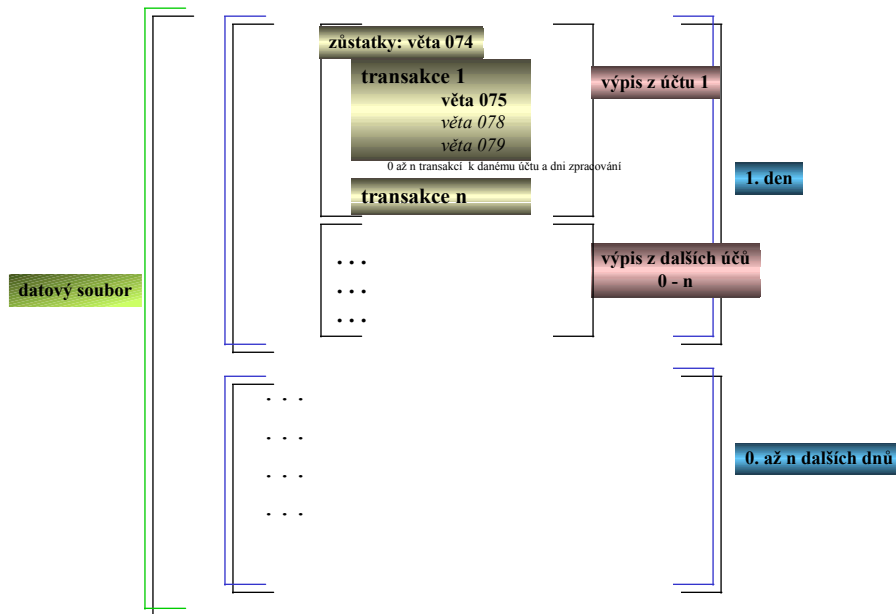 zůstatky: věta 074
transakce 1
věta 075
věta 078
věta 079
0 až n transakcí k danému účtu a dni zpracování
transakce n
výpis z účtu 1
1. den
...
...
...
výpis z dalších účů
0 - n
datový soubor
. . .
. . .
. . .
. . .
0. až n dalších dnů